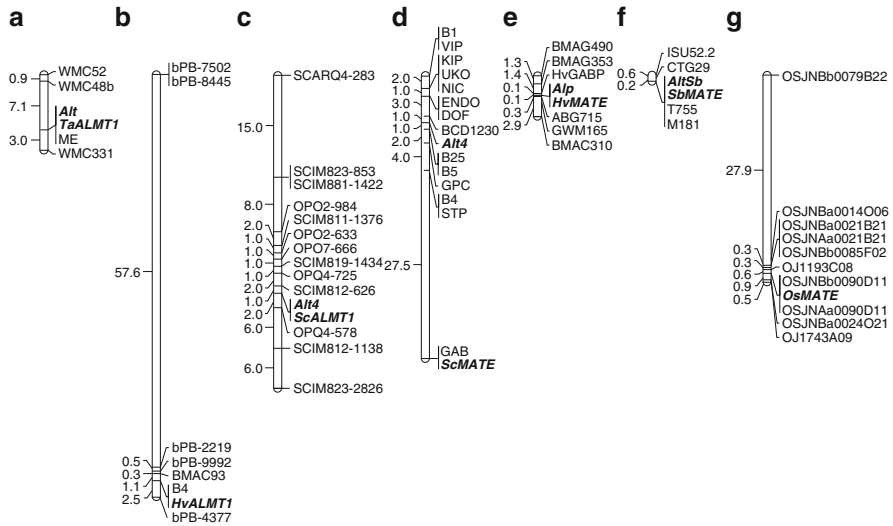 a
0.9
7.1
3.0
WMC52
WMC48b
Alt
TaALMT1
ME
WMC331
b
57.6
0.5
0.3
1.1
2.5
bPB-7502
bPB-8445
bPB-2219
bPB-9992
BMAC93
B4
HvALMT1
bPB-4377
c
15.0
8.0
2.0
1.0
1.0
1.0
1.0
2.0
1.0
2.0
6.0
6.0
SCARQ4-283
SCIM823-853
SCIM881-1422
OPO2-984
SCIM811-1376
OPO2-633
OPO7-666
SCIM819-1434
OPQ4-725
SCIM812-626
Alt4
ScALMT1
OPQ4-578
SCIM812-1138
SCIM823-2826
d
2.0
1.0
3.0
1.0
1.0
2.0
4.0
27.5
B1
VIP
KIP
UKO
NIC
ENDO
DOF
BCD1230
Alt4
B25
B5
GPC
B4
STP
GAB
ScMATE
e
1.3
1.4
0.1
0.1
0.3
2.9
BMAG490
BMAG353
HvGABP
Alp
HvMATE
ABG715
GWM165
BMAC310
f
0.6
0.2
ISU52.2
CTG29
AltSb
SbMATE
T755
M181
g
27.9
0.3
0.3
0.6
0.9
0.5
OSJNBb0079B22
OSJNBa0014O06
OSJNBa0021B21
OSJNAa0021B21
OSJNBb0085F02
OJ1193C08
OSJNBb0090D11
OsMATE
OSJNAa0090D11
OSJNBa0024O21
OJ1743A09